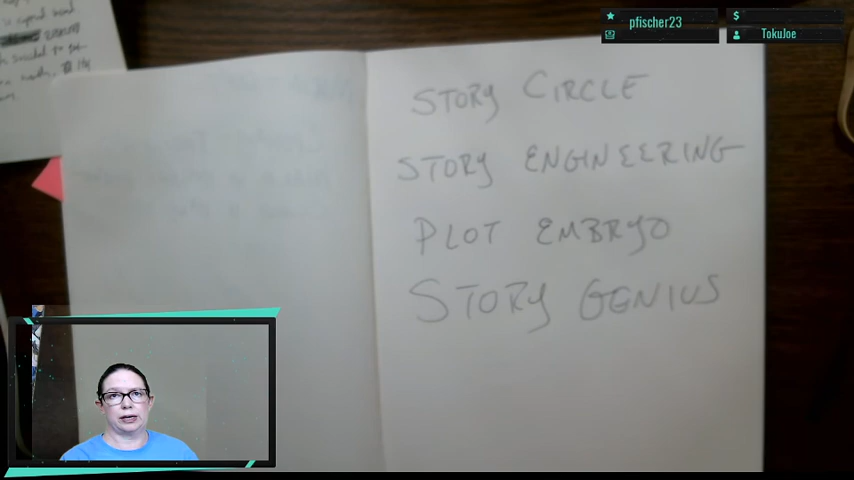 pfischer23
$
TokuJoe
STORY CIRCLE
STORY ENGINEERING
PLOT EMBRYO
STORY GENIUS